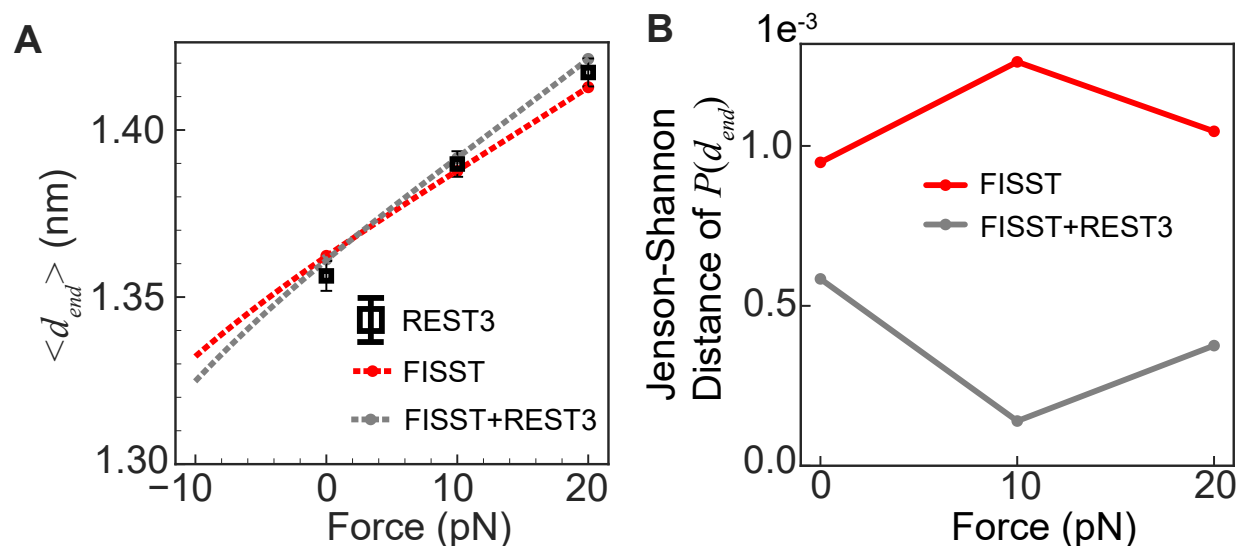 A
<d_end> (nm)
1.40
1.35
1.30
−10
0
10
20
Force (pN)
REST3
FISST
FISST+REST3
B
1e-3
Jenson-Shannon
Distance of P(d_end)
1.0
0.5
0.0
0
10
20
Force (pN)
FISST
FISST+REST3